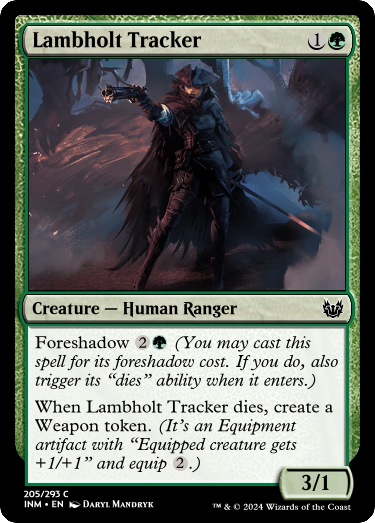 Lambholt Tracker 1
Creature — Human Ranger
Foreshadow 2 (You may cast this
spell for its foreshadow cost. If you do, also
trigger its “dies” ability when it enters.)
When Lambholt Tracker dies, create a
Weapon token. (It's an Equipment
artifact with “Equipped creature gets
+1/+1” and equip 2.)
3/1
205/293 C
INM • EN Daryl Mandryk
™ & © 2024 Wizards of the Coast